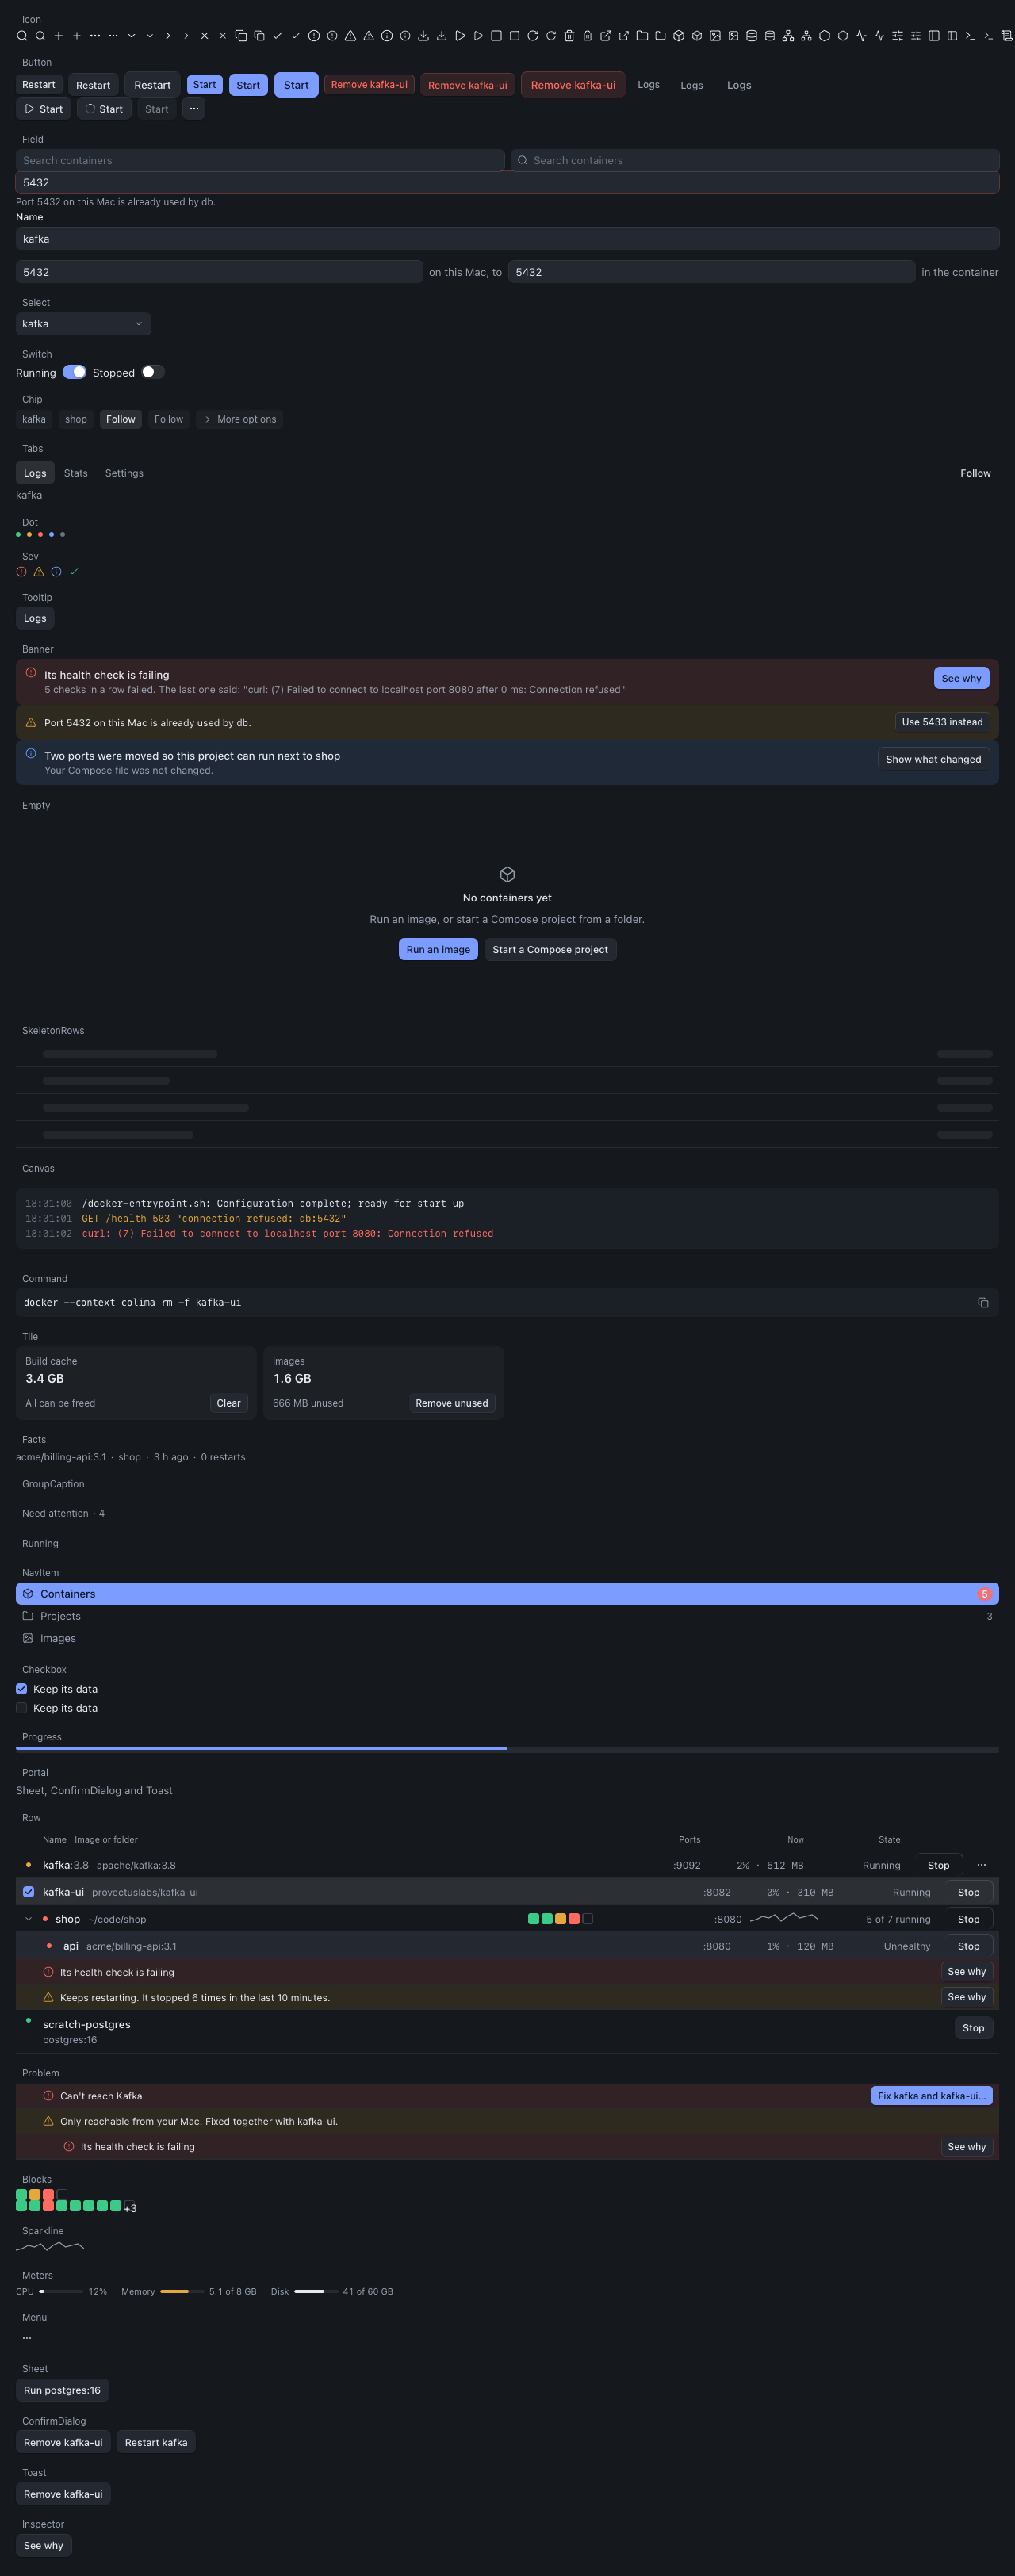 Icon
Button
Restart Restart Restart Start Start Start Remove kafka-ui Remove kafka-ui Remove kafka-ui Logs Logs Logs
Start Start Start
Field
Search containers Search containers
5432
Port 5432 on this Mac is already used by db.
Name
kafka
5432 on this Mac, to 5432 in the container
Select
kafka
Switch
Running Stopped
Chip
kafka shop Follow Follow More options
Tabs
Logs Stats Settings Follow
kafka
Dot
Sev
Tooltip
Logs
Banner
Its health check is failing
5 checks in a row failed. The last one said: "curl: (7) Failed to connect to localhost port 8080 after 0 ms: Connection refused"
See why
Port 5432 on this Mac is already used by db. Use 5433 instead
Two ports were moved so this project can run next to shop
Your Compose file was not changed.
Show what changed
Empty
No containers yet
Run an image, or start a Compose project from a folder.
Run an image Start a Compose project
SkeletonRows
Canvas
18:01:00 /docker-entrypoint.sh: Configuration complete; ready for start up
18:01:01 GET /health 503 "connection refused: db:5432"
18:01:02 curl: (7) Failed to connect to localhost port 8080: Connection refused
Command
docker --context colima rm -f kafka-ui
Tile
Build cache
3.4 GB
All can be freed Clear
Images
1.6 GB
666 MB unused Remove unused
Facts
acme/billing-api:3.1 · shop · 3 h ago · 0 restarts
GroupCaption
Need attention · 4
Running
NavItem
Containers 5
Projects 3
Images
Checkbox
Keep its data
Keep its data
Progress
Portal
Sheet, ConfirmDialog and Toast
Row
Name Image or folder Ports Now State
kafka:3.8 apache/kafka:3.8 :9092 2% · 512 MB Running Stop
kafka-ui provectuslabs/kafka-ui :8082 0% · 310 MB Running Stop
shop ~/code/shop :8080 5 of 7 running Stop
api acme/billing-api:3.1 :8080 1% · 120 MB Unhealthy Stop
Its health check is failing See why
Keeps restarting. It stopped 6 times in the last 10 minutes. See why
scratch-postgres
postgres:16
Stop
Problem
Can't reach Kafka Fix kafka and kafka-ui…
Only reachable from your Mac. Fixed together with kafka-ui.
Its health check is failing See why
Blocks
+3
Sparkline
Meters
CPU 12% Memory 5.1 of 8 GB Disk 41 of 60 GB
Menu
Sheet
Run postgres:16
ConfirmDialog
Remove kafka-ui Restart kafka
Toast
Remove kafka-ui
Inspector
See why